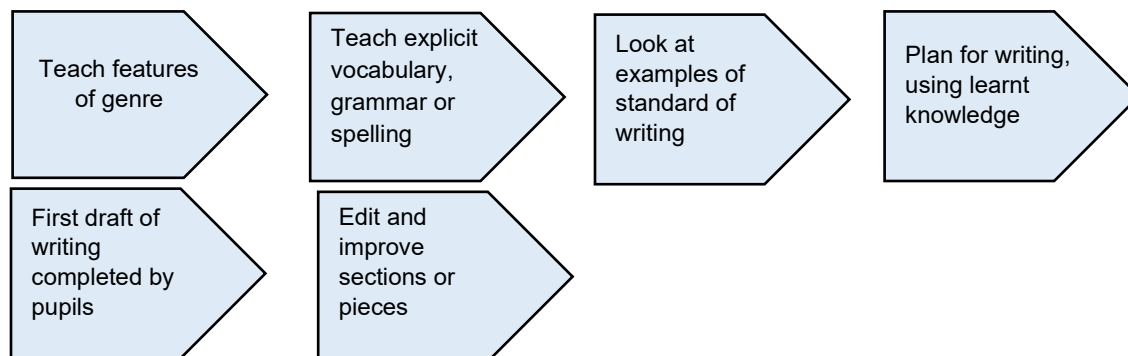 Teach features
of genre
Teach explicit
vocabulary,
grammar or
spelling
Look at
examples of
standard of
writing
Plan for writing,
using learnt
knowledge
First draft of
writing
completed by
pupils
Edit and
improve
sections or
pieces